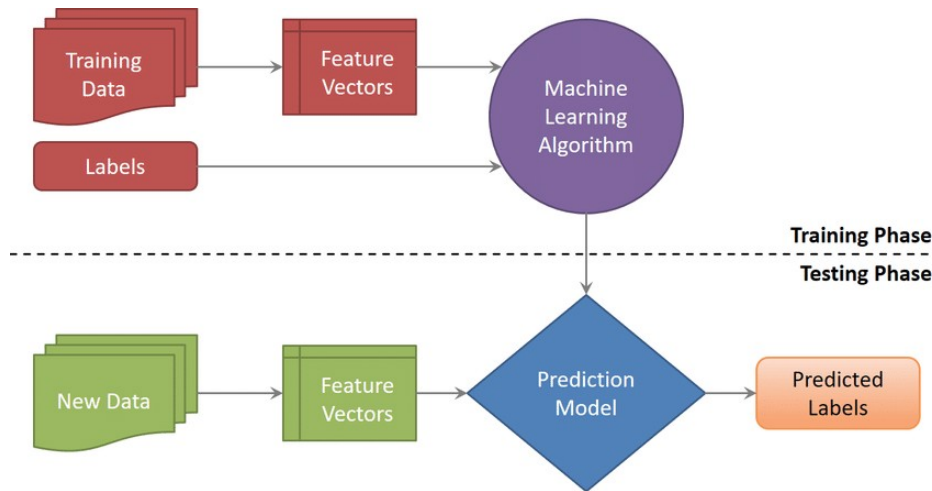 Training
Data
Feature
Vectors
Machine
Learning
Algorithm
Labels
Training Phase
Testing Phase
New Data
Feature
Vectors
Prediction
Model
Predicted
Labels